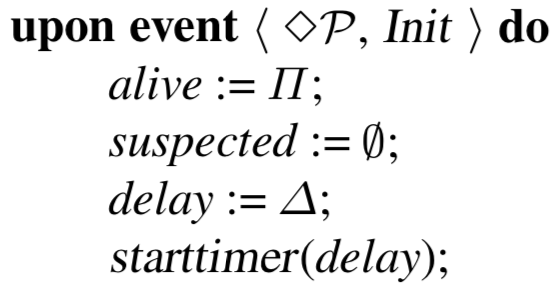 upon event ⟨ ◇𝒫, Init ⟩ do
alive := Π;
suspected := ∅;
delay := Δ;
starttimer(delay);